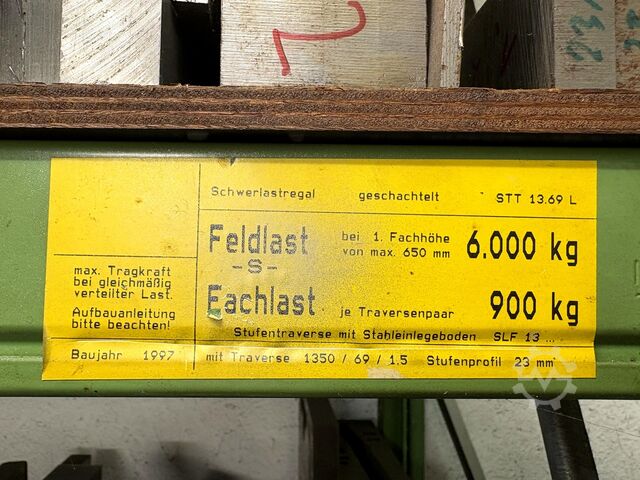 2
Schwerlastregal geschachtelt STT 13.69 L
Feldlast bei 1. Fachhöhe von max. 650 mm 6.000 kg
-S-
Fachlast je Traversenpaar 900 kg
Stufentraverse mit Stahleinlegeboden SLF 13 ...
mit Traverse 1350 / 69 / 1.5 Stufenprofil 23 mm
max. Tragkraft
bei gleichmäßig
verteilter Last.
Aufbauanleitung
bitte beachten!
Baujahr 1997